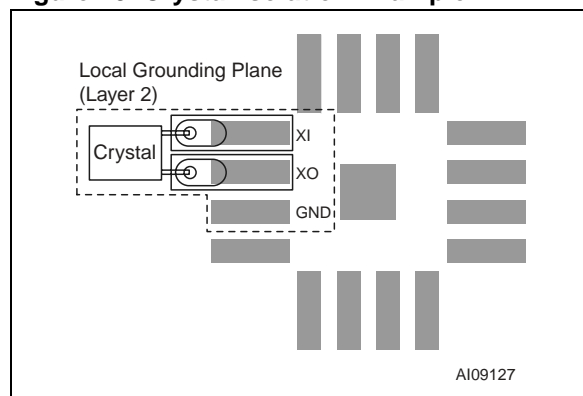 Local Grounding Plane
(Layer 2)
Crystal
XI
XO
GND
AI09127